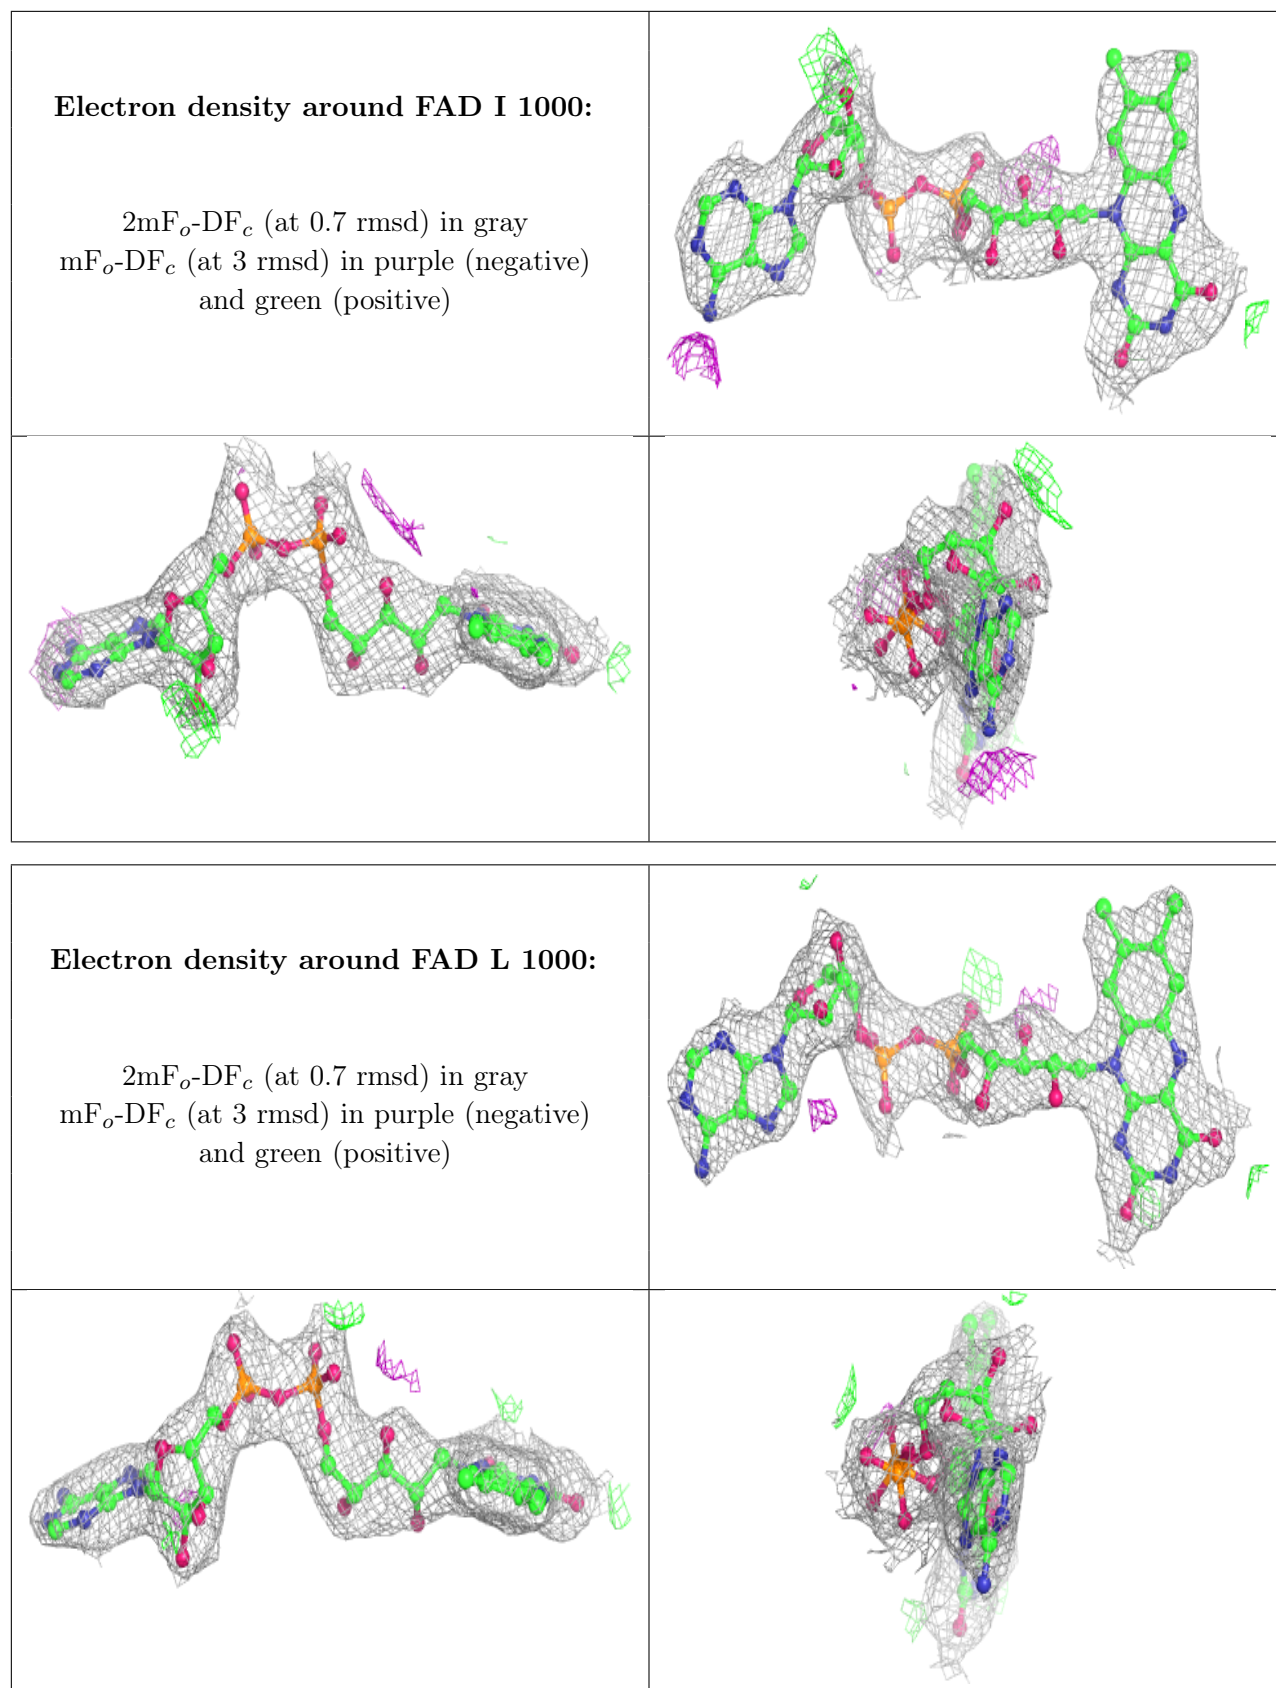 Electron density around FAD I 1000:
2mFo-DFc (at 0.7 rmsd) in gray
mFo-DFc (at 3 rmsd) in purple (negative)
and green (positive)
Electron density around FAD L 1000:
2mFo-DFc (at 0.7 rmsd) in gray
mFo-DFc (at 3 rmsd) in purple (negative)
and green (positive)